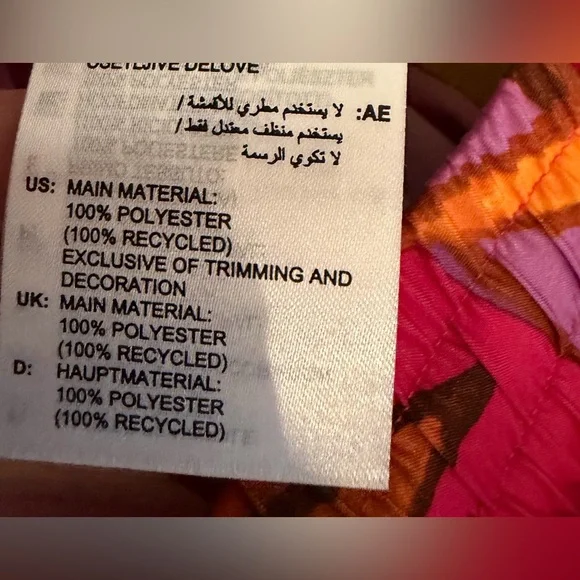 AE: لا يستخدم مطري للأقمشة /
يستخدم منظف معتدل فقط /
لا تكوي الرسمة
US: MAIN MATERIAL:
100% POLYESTER
(100% RECYCLED)
EXCLUSIVE OF TRIMMING AND
DECORATION
UK: MAIN MATERIAL:
100% POLYESTER
(100% RECYCLED)
D: HAUPTMATERIAL:
100% POLYESTER
(100% RECYCLED)